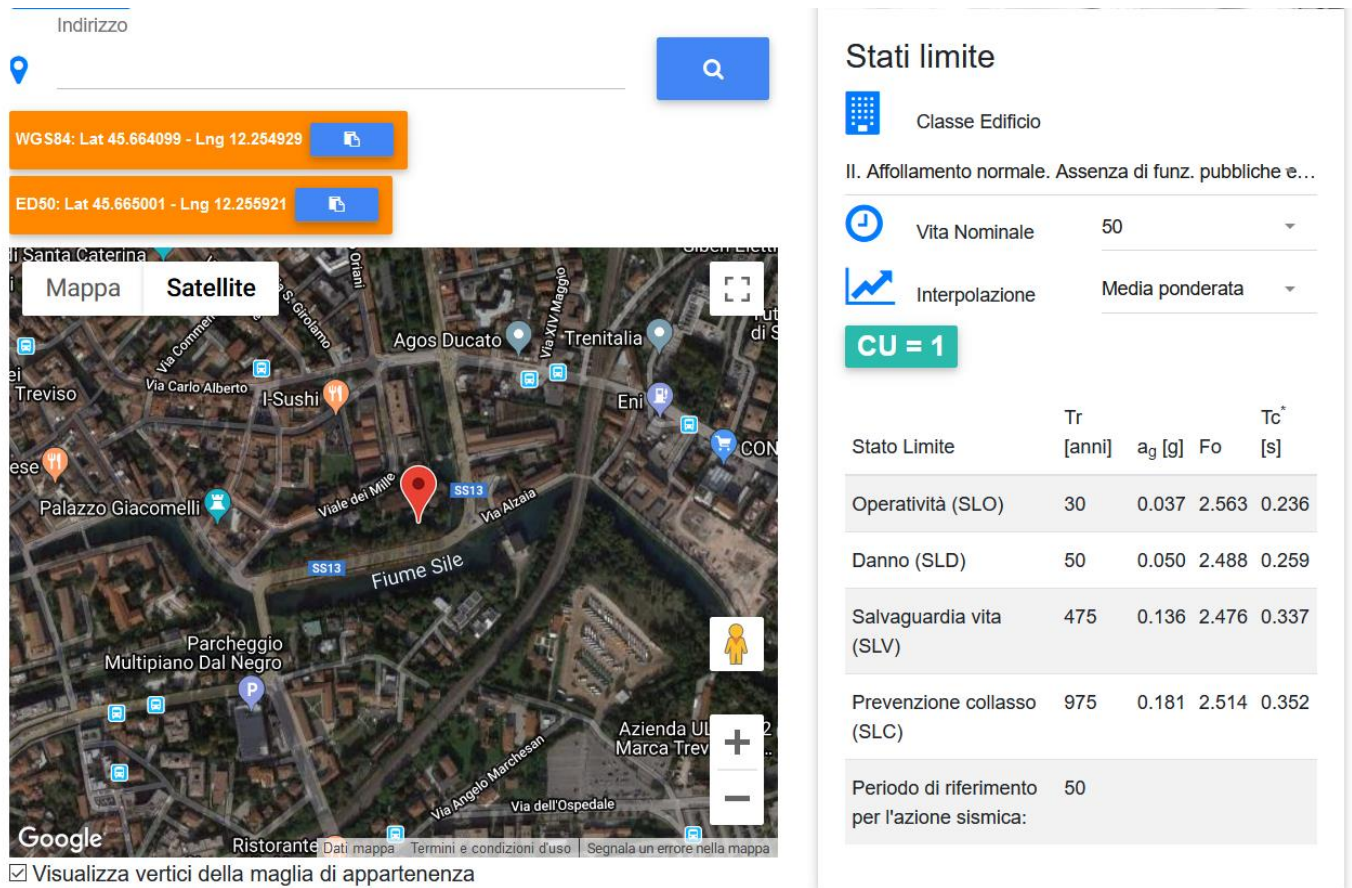 Indirizzo
WGS84: Lat 45.664099 - Lng 12.254929
ED50: Lat 45.665001 - Lng 12.255921
Santa Caterina
Mappa
Satellite
Oriani
S. Girolamo
Via XIV Maggio
Agos Ducato
Trenitalia
di S
Treviso
Via Carlo Alberto
I-Sushi
Eni
CON
ese
Palazzo Giacomelli
Viale dei Mille
SS13
Via Alzaia
SS13
Fiume Sile
Parcheggio
Multipiano Dal Negro
P
Azienda UL 2
Marca Trev
Via Angelo Marchesan
Via dell'Ospedale
Google
Ristorante
Dati mappa
Termini e condizioni d'uso
Segnala un errore nella mappa
Visualizza vertici della maglia di appartenenza
Stati limite
Classe Edificio
II. Affollamento normale. Assenza di funz. pubbliche e…
Vita Nominale 50
Interpolazione Media ponderata
CU = 1
Tr Tc*
Stato Limite [anni] ag [g] Fo [s]
Operatività (SLO) 30 0.037 2.563 0.236
Danno (SLD) 50 0.050 2.488 0.259
Salvaguardia vita 475 0.136 2.476 0.337
(SLV)
Prevenzione collasso 975 0.181 2.514 0.352
(SLC)
Periodo di riferimento 50
per l'azione sismica: